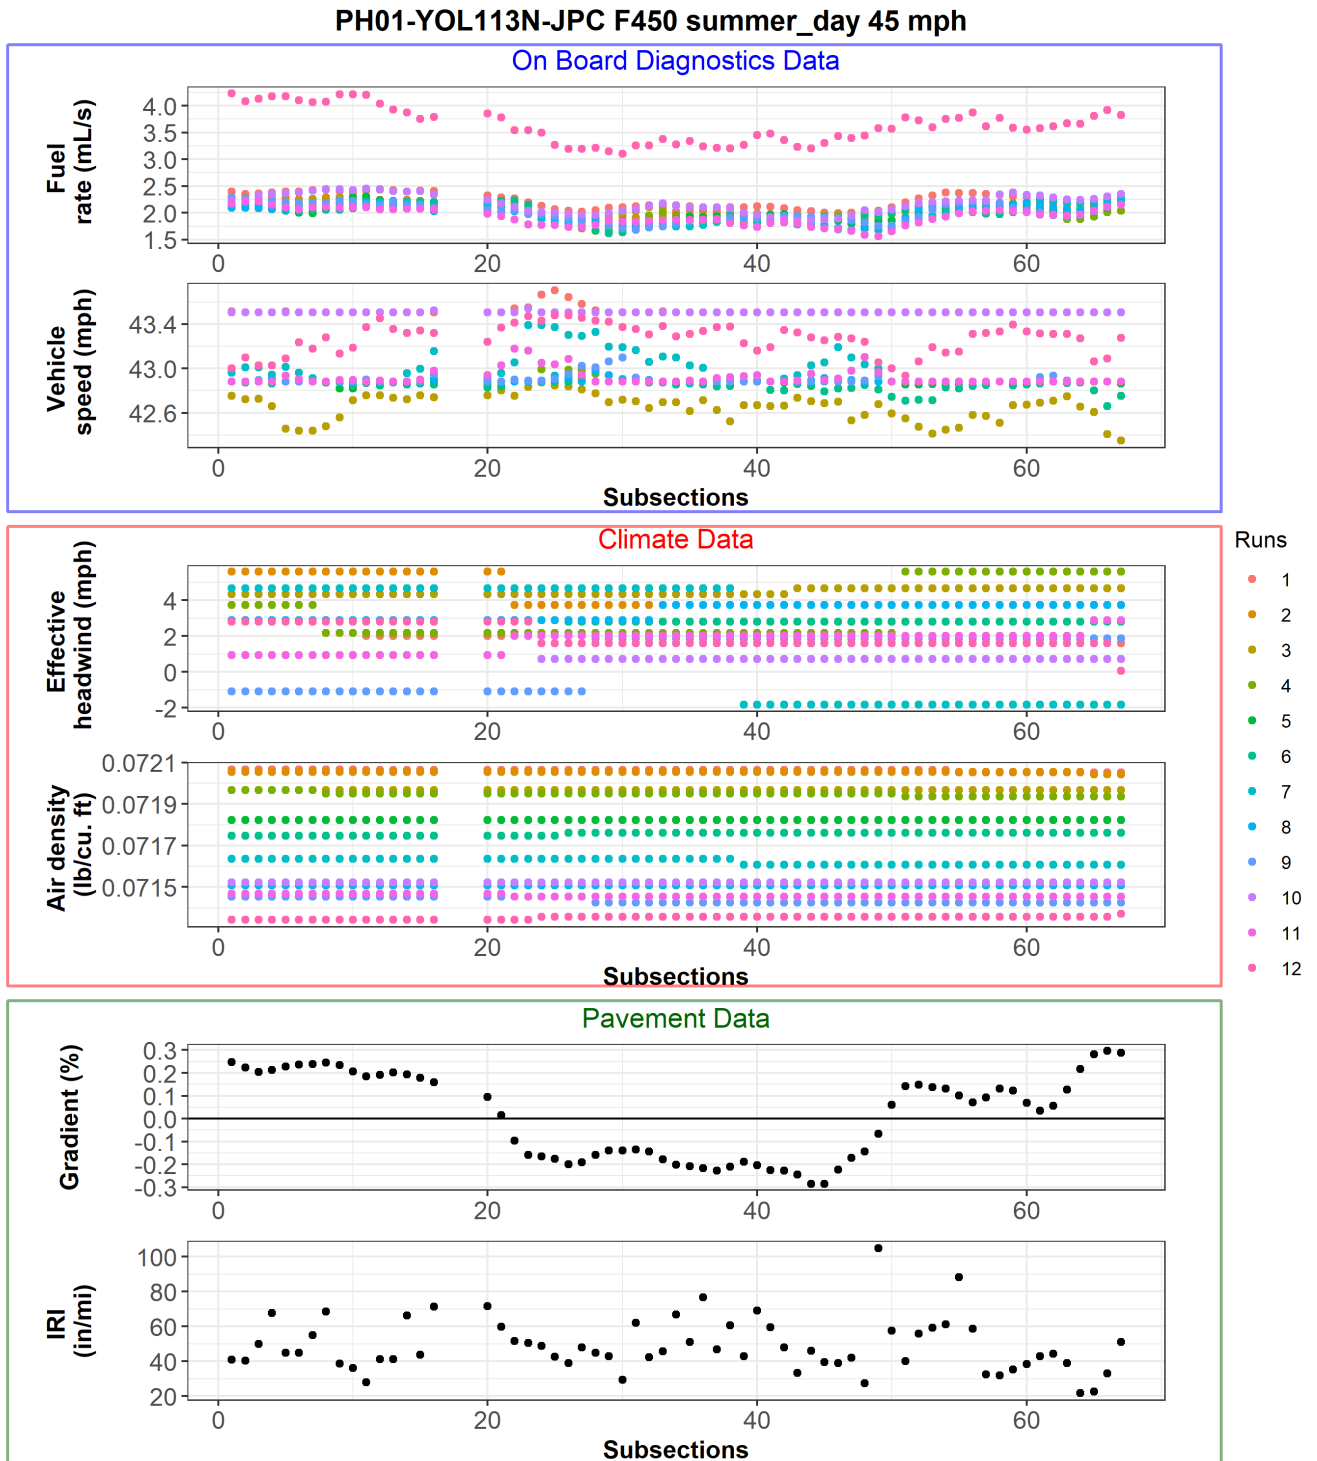 PH01-YOL113N-JPC F450 summer_day 45 mph
On Board Diagnostics Data
Fuel
rate (mL/s)
4.0
3.5
3.0
2.5
2.0
1.5
0 20 40 60
Vehicle
speed (mph)
43.4
43.0
42.6
0 20 40 60
Subsections
Climate Data
Effective
headwind (mph)
4
2
0
-2
0 20 40 60
Air density
(lb/cu. ft)
0.0721
0.0719
0.0717
0.0715
0 20 40 60
Subsections
Runs
1
2
3
4
5
6
7
8
9
10
11
12
Pavement Data
Gradient (%)
0.3
0.2
0.1
0.0
-0.1
-0.2
-0.3
0 20 40 60
IRI
(in/mi)
100
80
60
40
20
0 20 40 60
Subsections